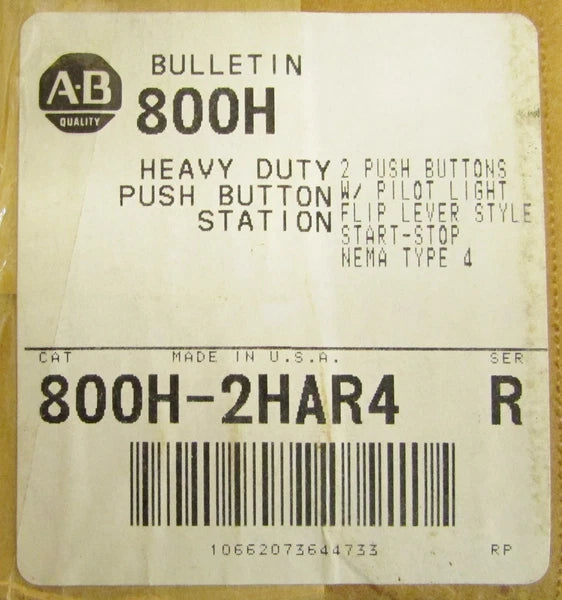 A-B
QUALITY
BULLETIN
800H
HEAVY DUTY
PUSH BUTTON
STATION
2 PUSH BUTTONS
W/ PILOT LIGHT
FLIP LEVER STYLE
START-STOP
NEMA TYPE 4
CAT MADE IN U.S.A. SER
800H-2HAR4 R
10662073644733 RP